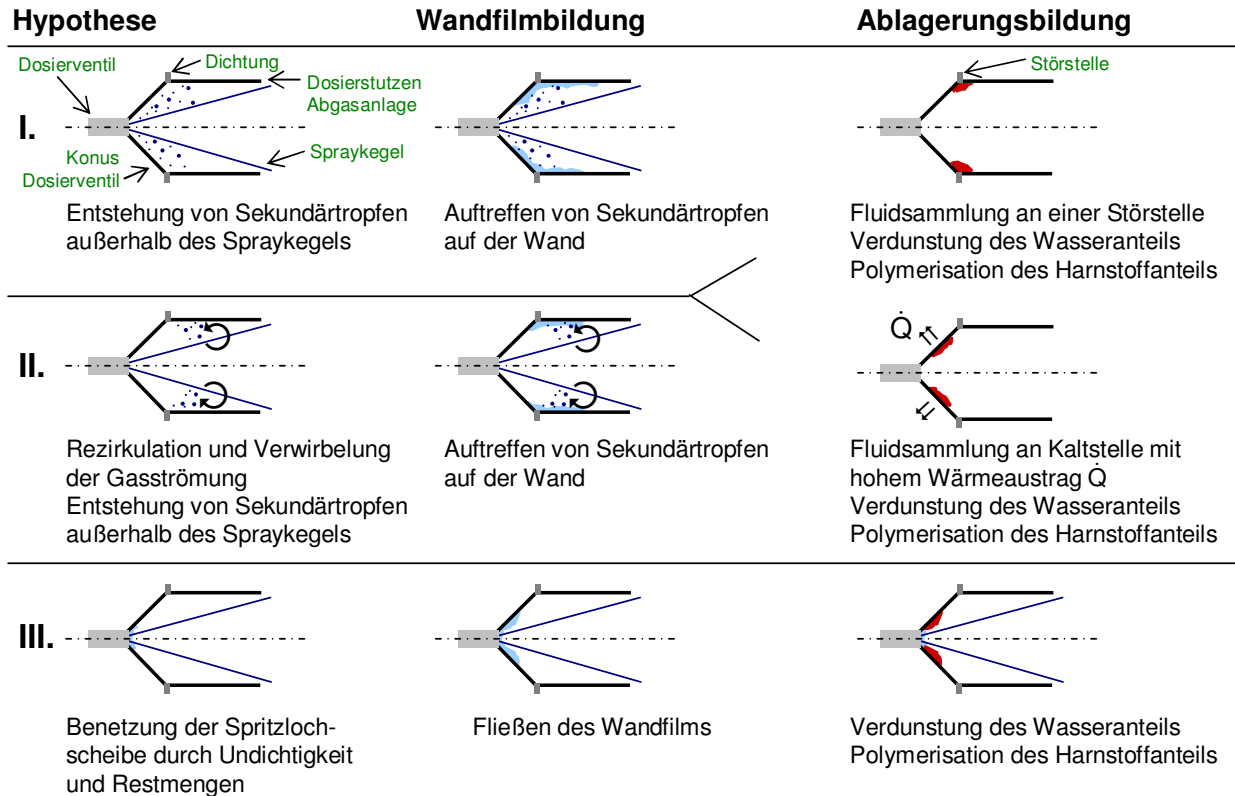 Hypothese
Wandfilmbildung
Ablagerungsbildung
I.
Dosierventil
Dichtung
Dosierstutzen
Abgasanlage
Spraykegel
Konus
Dosierventil
Störstelle
Entstehung von Sekundärtropfen
außerhalb des Spraykegels
Auftreffen von Sekundärtropfen
auf der Wand
Fluidsammlung an einer Störstelle
Verdunstung des Wasseranteils
Polymerisation des Harnstoffanteils
II.
Q̇
Rezirkulation und Verwirbelung
der Gasströmung
Entstehung von Sekundärtropfen
außerhalb des Spraykegels
Auftreffen von Sekundärtropfen
auf der Wand
Fluidsammlung an Kaltstelle mit
hohem Wärmeaustrag Q̇
Verdunstung des Wasseranteils
Polymerisation des Harnstoffanteils
III.
Benetzung der Spritzloch-
scheibe durch Undichtigkeit
und Restmengen
Fließen des Wandfilms
Verdunstung des Wasseranteils
Polymerisation des Harnstoffanteils